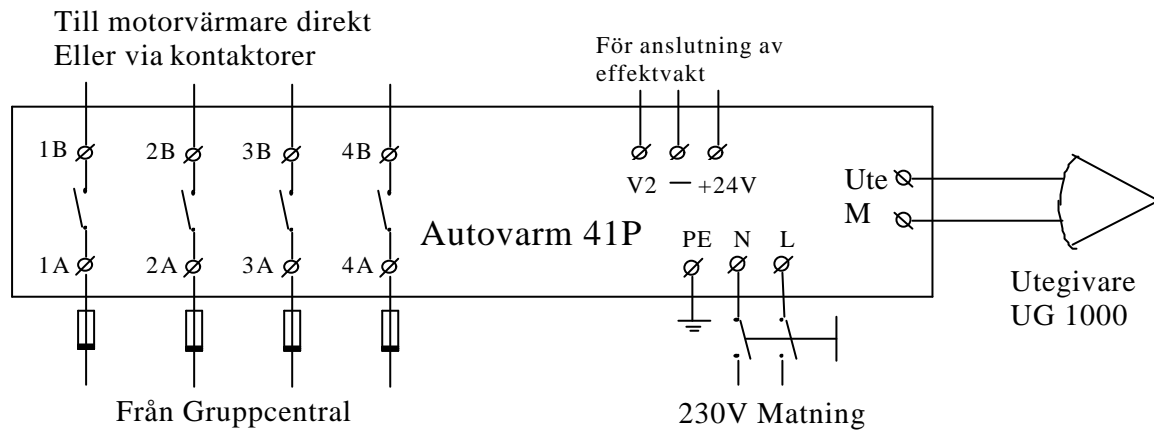 Till motorvärmare direkt
Eller via kontaktorer
För anslutning av
effektvakt
1B 2B 3B 4B
V2 — +24V
Ute
M
Autovarm 41P
PE N L
1A 2A 3A 4A
Utegivare
UG 1000
Från Gruppcentral
230V Matning